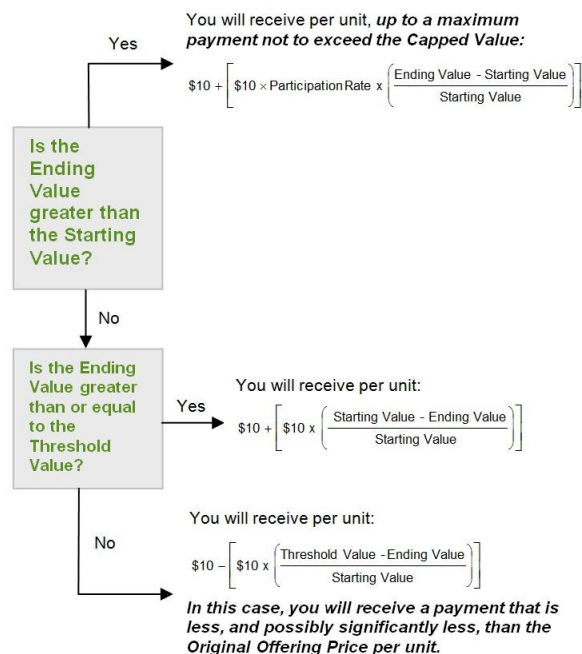 You will receive per unit, up to a maximum
payment not to exceed the Capped Value:
Yes
$10 + [ $10 × Participation Rate x ( Ending Value - Starting Value / Starting Value ) ]
Is the
Ending
Value
greater than
the Starting
Value?
No
Is the Ending
Value greater
than or equal
to the
Threshold
Value?
Yes
You will receive per unit:
$10 + [ $10 x ( Starting Value - Ending Value / Starting Value ) ]
No
You will receive per unit:
$10 – [ $10 x ( Threshold Value - Ending Value / Starting Value ) ]
In this case, you will receive a payment that is
less, and possibly significantly less, than the
Original Offering Price per unit.